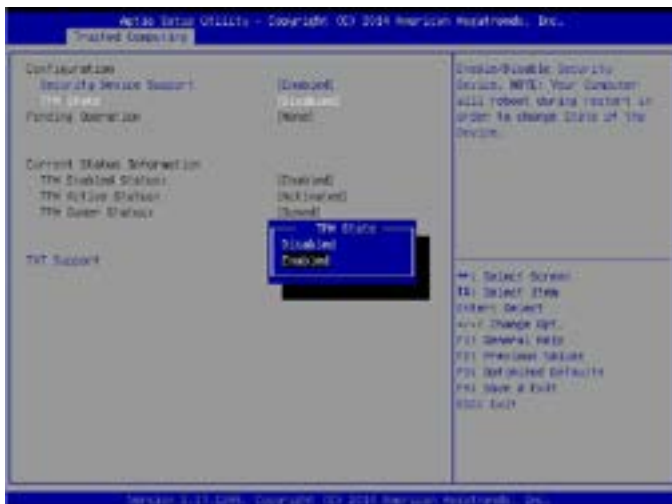 Aptio Setup Utility - Copyright (C) 2014 American Megatrends, Inc.
Trusted Computing
Configuration
Security Device Support [Enabled]
TPM State [Disabled]
Pending Operation [None]
Current Status Information
TPM Enabled Status: [Enabled]
TPM Active Status: [Activated]
TPM Owner Status: [Owned]
TXT Support
TPM State
Disabled
Enabled
Enable/Disable Security
Device. NOTE: Your Computer
will reboot during restart in
order to change State of the
Device.
: Select Screen
: Select Item
Enter: Select
+/-: Change Opt.
F1: General Help
F2: Previous Values
F3: Optimized Defaults
F4: Save & Exit
ESC: Exit
Version Copyright (C) 2014 American Megatrends, Inc.